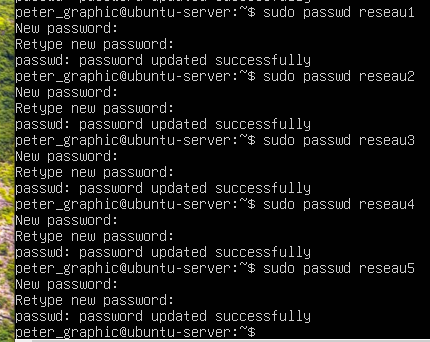 passwd: password updated successfully
peter_graphic@ubuntu-server:~$ sudo passwd reseau1
New password:
Retype new password:
passwd: password updated successfully
peter_graphic@ubuntu-server:~$ sudo passwd reseau2
New password:
Retype new password:
passwd: password updated successfully
peter_graphic@ubuntu-server:~$ sudo passwd reseau3
New password:
Retype new password:
passwd: password updated successfully
peter_graphic@ubuntu-server:~$ sudo passwd reseau4
New password:
Retype new password:
passwd: password updated successfully
peter_graphic@ubuntu-server:~$ sudo passwd reseau5
New password:
Retype new password:
passwd: password updated successfully
peter_graphic@ubuntu-server:~$